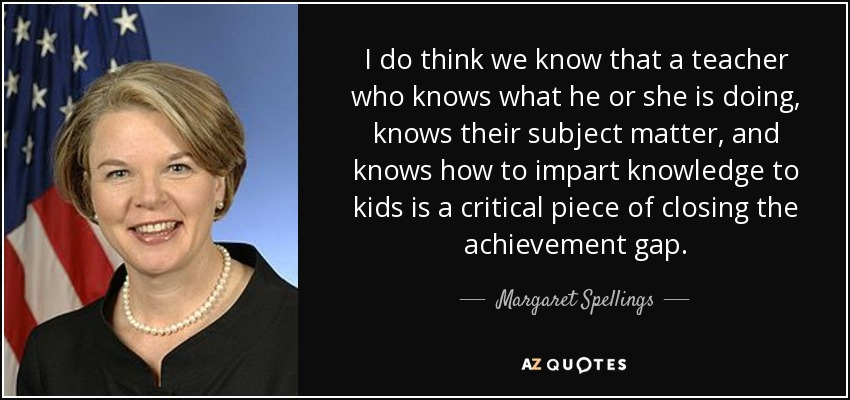 I do think we know that a teacher
who knows what he or she is doing,
knows their subject matter, and
knows how to impart knowledge to
kids is a critical piece of closing the
achievement gap.
Margaret Spellings
AZ QUOTES